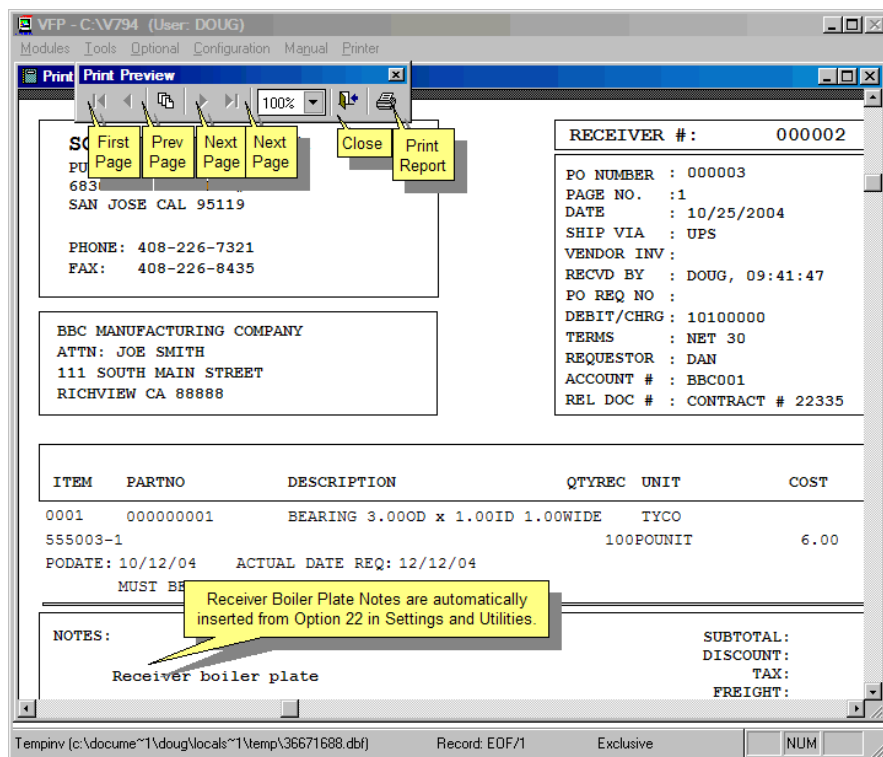 VFP - C:\V794 (User: DOUG)
Modules Tools Optional Configuration Manual Printer
Print
Print Preview
100%
First Page
Prev Page
Next Page
Next Page
Close
Print Report
SAN JOSE CAL 95119
PHONE: 408-226-7321
FAX: 408-226-8435
RECEIVER #: 000002
PO NUMBER : 000003
PAGE NO. :1
DATE : 10/25/2004
SHIP VIA : UPS
VENDOR INV :
RECVD BY : DOUG, 09:41:47
PO REQ NO :
DEBIT/CHRG : 10100000
TERMS : NET 30
REQUESTOR : DAN
ACCOUNT # : BBC001
REL DOC # : CONTRACT # 22335
BBC MANUFACTURING COMPANY
ATTN: JOE SMITH
111 SOUTH MAIN STREET
RICHVIEW CA 88888
ITEM PARTNO DESCRIPTION QTYREC UNIT COST
0001 000000001 BEARING 3.00OD x 1.00ID 1.00WIDE TYCO
555003-1 100POUNIT 6.00
PODATE: 10/12/04 ACTUAL DATE REQ: 12/12/04
MUST
Receiver Boiler Plate Notes are automatically
inserted from Option 22 in Settings and Utilities.
NOTES:
Receiver boiler plate
SUBTOTAL:
DISCOUNT:
TAX:
FREIGHT:
Tempinv (c:\docume~1\doug\locals~1\temp\36671688.dbf) Record: EOF/1 Exclusive NUM